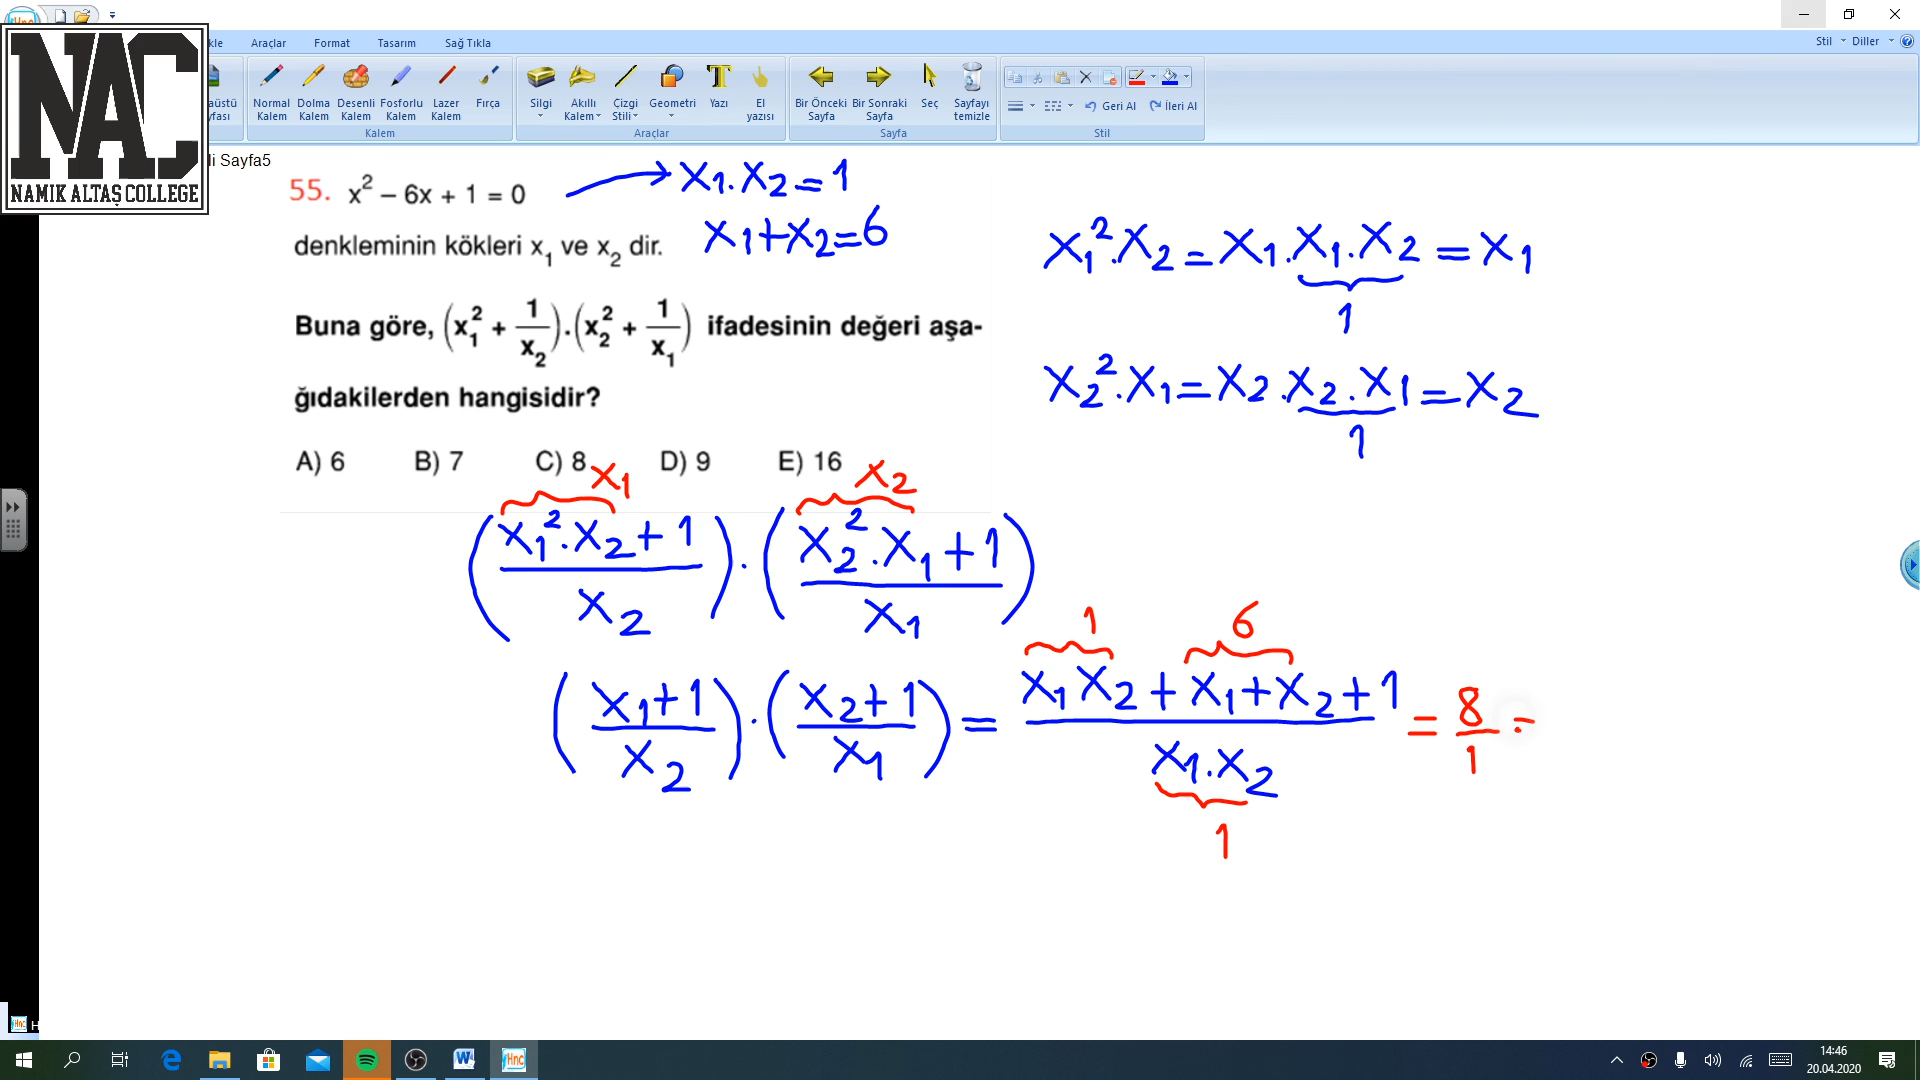 kle Araçlar Format Tasarım Sağ Tıkla
Stil Diller
Normal Kalem
Dolma Kalem
Desenli Kalem
Fosforlu Kalem
Lazer Kalem
Fırça
Kalem
Silgi
Akıllı Kalem
Çizgi Stili
Geometri
Yazı
El yazısı
Araçlar
Bir Önceki Sayfa
Bir Sonraki Sayfa
Seç
Sayfayı temizle
Sayfa
Geri Al
İleri Al
Stil
NAC
NAMIK ALTAŞ COLLEGE
li Sayfa5
55. x² – 6x + 1 = 0
x₁.x₂=1
x₁+x₂=6
denkleminin kökleri x₁ ve x₂ dir.
Buna göre, (x₁² + 1/x₂).(x₂² + 1/x₁) ifadesinin değeri aşa-
ğıdakilerden hangisidir?
A) 6 B) 7 C) 8 D) 9 E) 16
x₁².x₂=x₁.x₁.x₂=x₁
1
x₂².x₁=x₂.x₂.x₁=x₂
1
x₁ x₂
((x₁².x₂+1)/x₂).((x₂².x₁+1)/x₁)
1 6
((x₁+1)/x₂).((x₂+1)/x₁)=(x₁x₂+x₁+x₂+1)/(x₁.x₂)=8/1=
1
14:46
20.04.2020